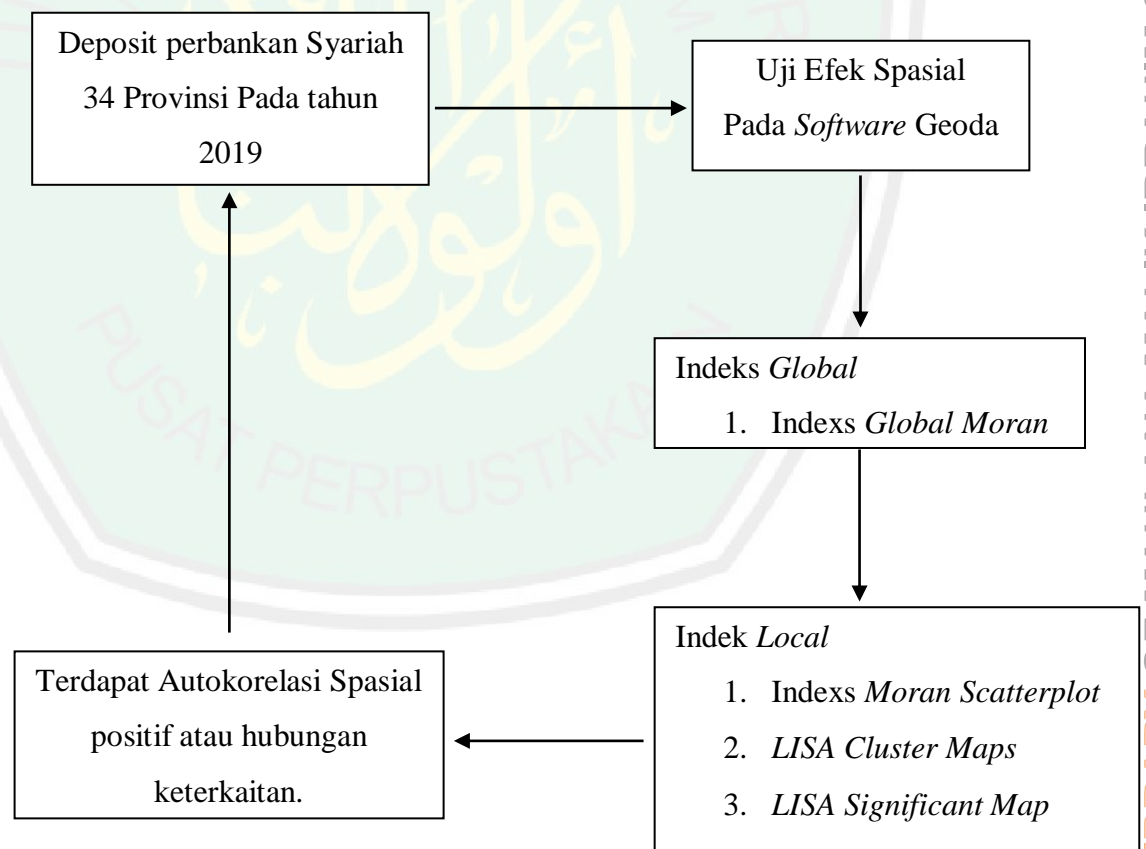 Deposit perbankan Syariah
34 Provinsi Pada tahun
2019
Uji Efek Spasial
Pada Software Geoda
Indeks Global
1. Indexs Global Moran
Indek Local
1. Indexs Moran Scatterplot
2. LISA Cluster Maps
3. LISA Significant Map
Terdapat Autokorelasi Spasial
positif atau hubungan
keterkaitan.
PUSAT PERPUSTAKAAN